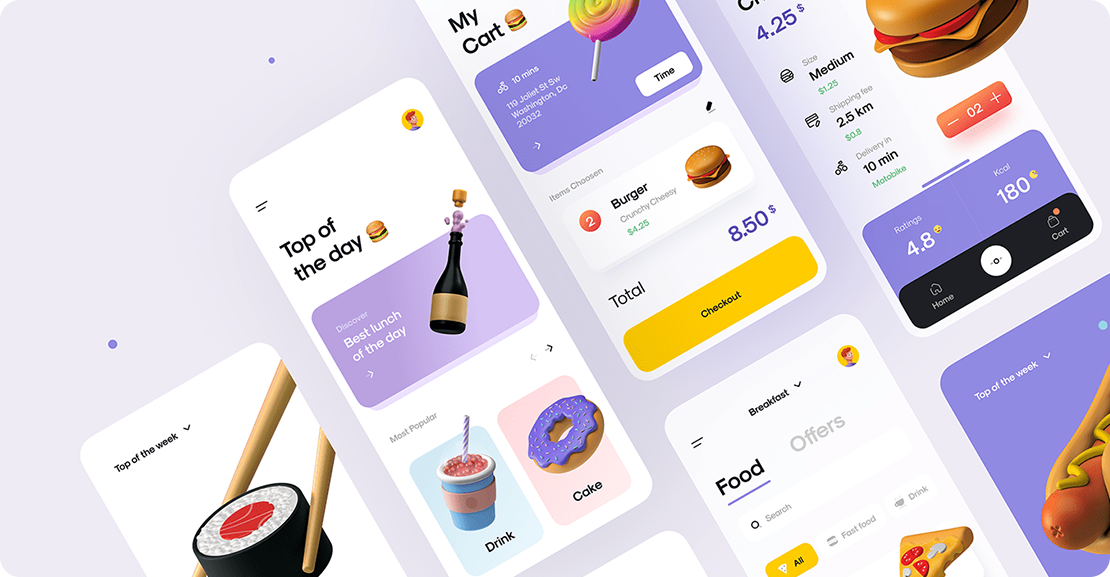 Top of the week
Top of
the day
Discover
Best lunch
of the day
Most Popular
Drink
Cake
My
Cart
10 mins
119 Joliet St Sw
Washington, Dc
20032
Time
Items Choosen
2
Burger
Crunchy Cheesy
$4.25
8.50$
Total
Checkout
Breakfast
Food
Offers
Search
All
Fast food
Drink
4.25$
Size
Medium
$1.25
Shipping fee
2.5 km
$0.8
Delivery in
10 min
Motobike
02
Ratings
4.8
Kcal
180
Home
Cart
Top of the week